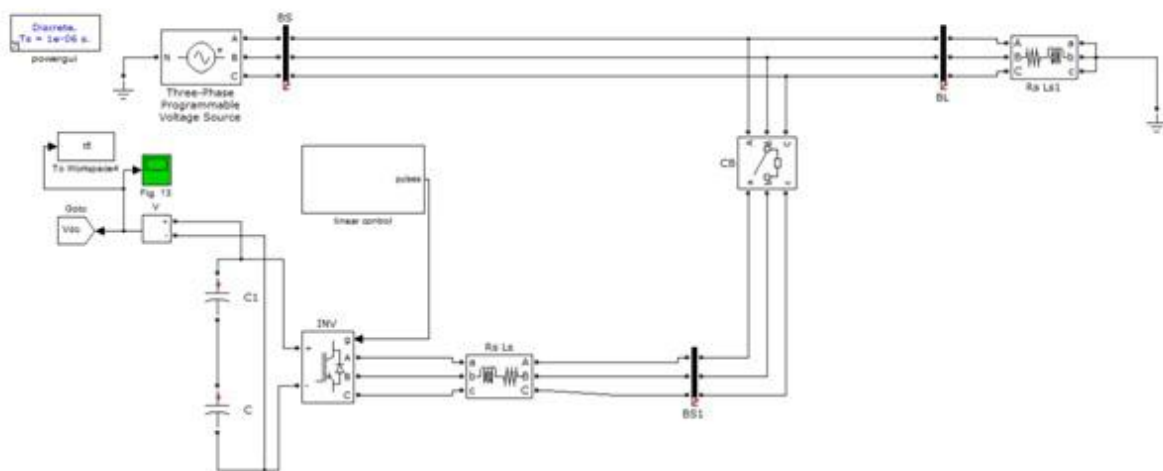 Discrete,
Ts = 1e-06 s.
powergui
BS
A
N
B
C
Three-Phase
Programmable
Voltage Source
BL
A
a
B
b
C
c
Rs Ls1
To Workspace4
Fig. 13
Goto
V
Vdc
+
-
pulses
linear control
CB
A
B
C
a
b
c
C1
C
INV
g
+
A
B
-
C
Rs Ls
a
A
b
B
c
C
BS1